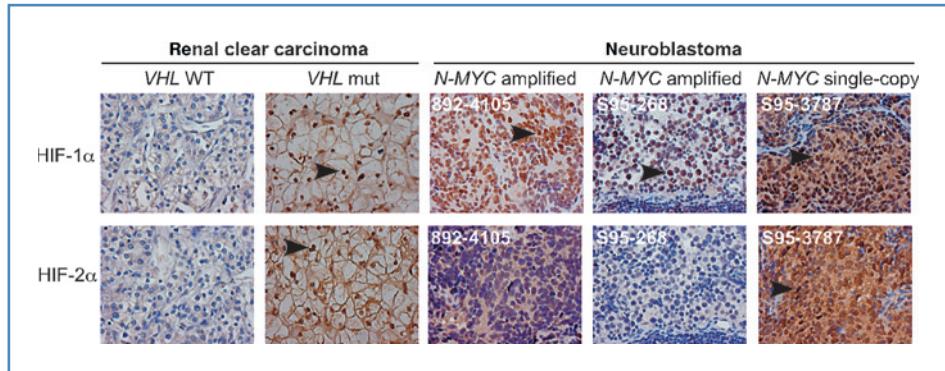 Renal clear carcinoma Neuroblastoma
VHL WT VHL mut N-MYC amplified N-MYC amplified N-MYC single-copy
HIF-1α 892-4105 S95-268 S95-3787
HIF-2α 892-4105 S95-268 S95-3787